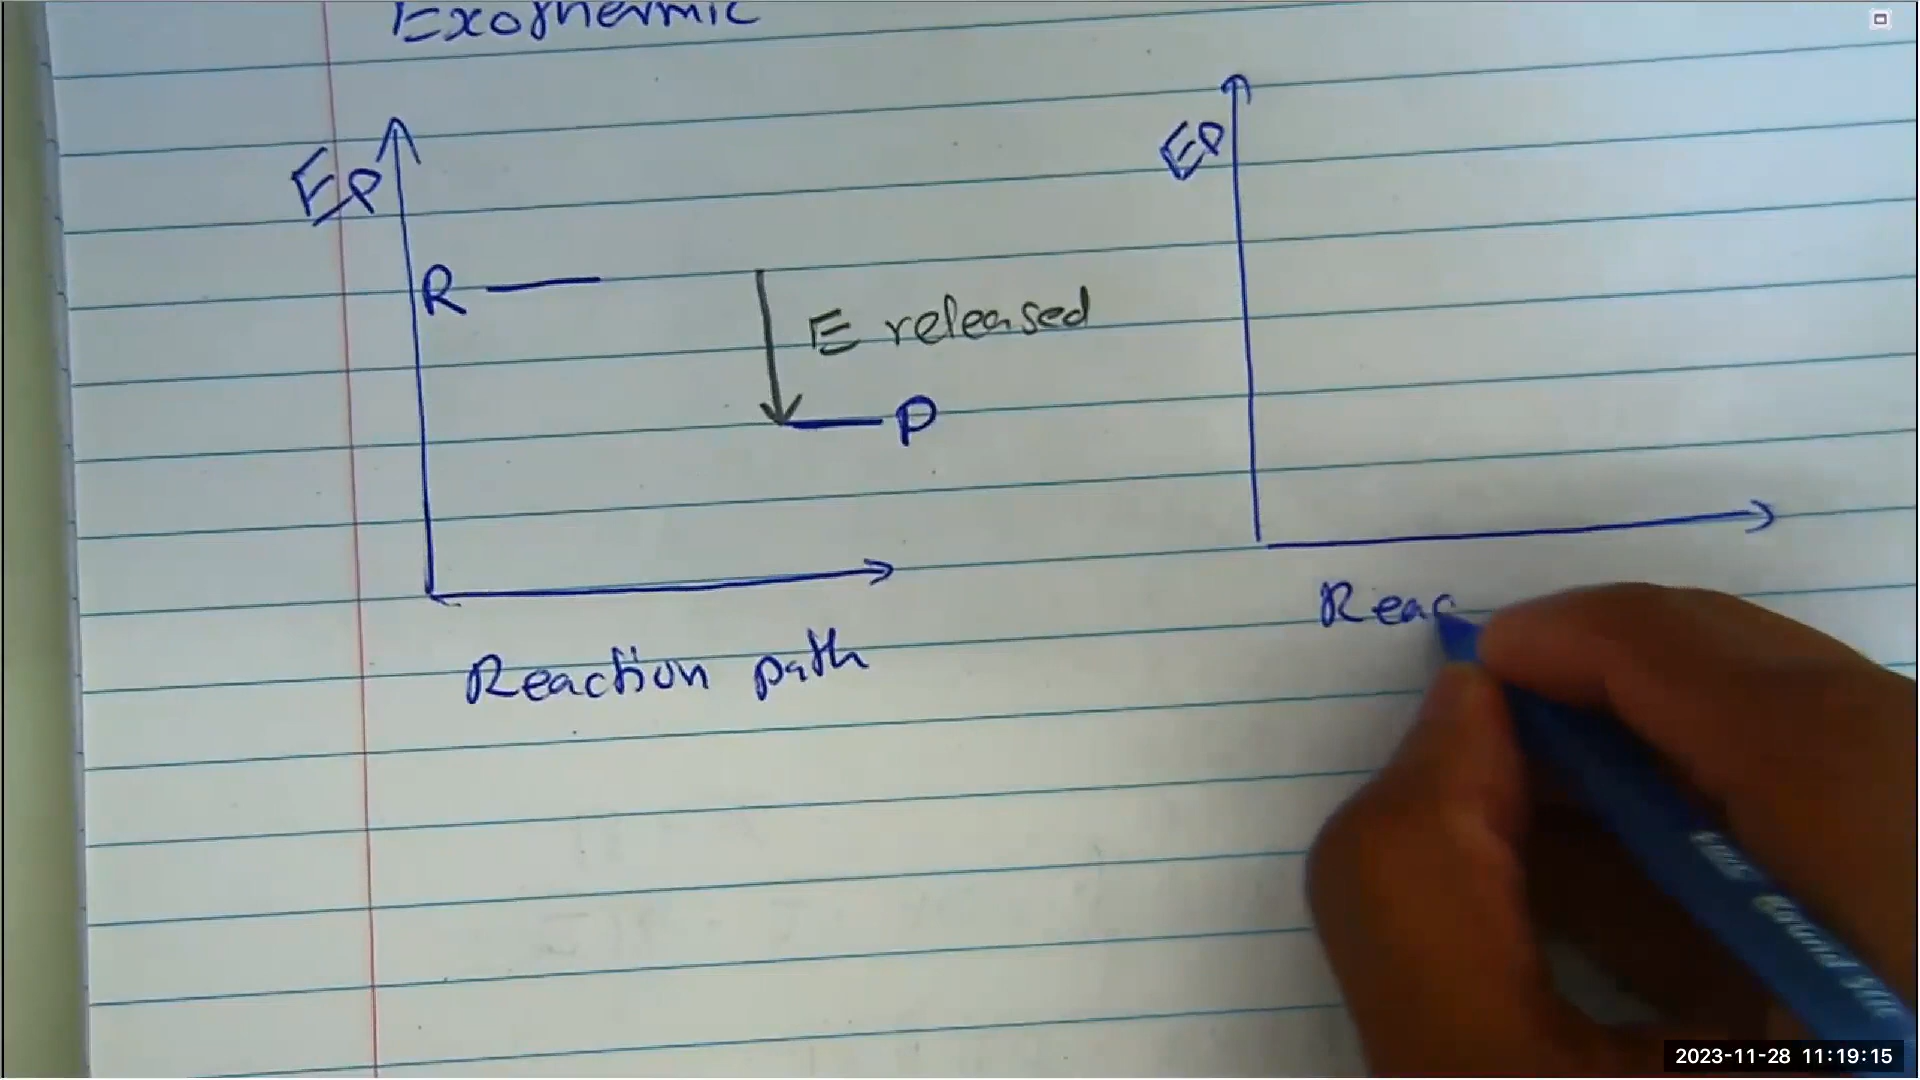 Exothermic
Ep
Ep
R
E released
P
Reaction path
Reac
2023-11-28 11:19:15